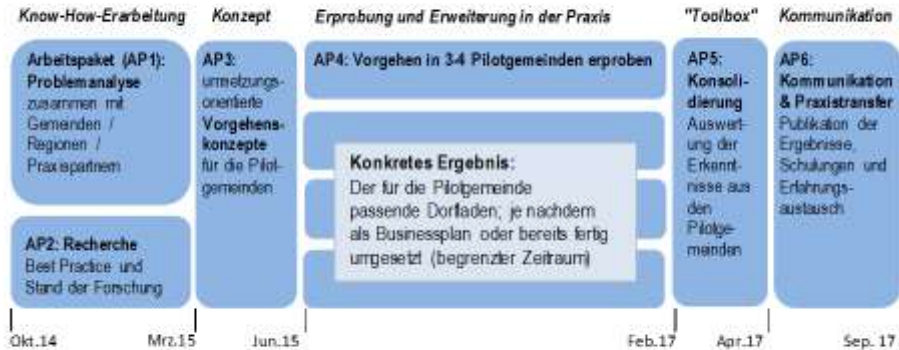 Know-How-Erarbeitung
Konzept
Erprobung und Erweiterung in der Praxis
"Toolbox"
Kommunikation
Arbeitspaket (AP1):
Problemanalyse
zusammen mit
Gemeinden /
Regionen /
Praxispartnern
AP2: Recherche
Best Practice und
Stand der Forschung
AP3:
umsetzungs-
orientierte
Vorgehens-
konzepte
für die Pilot-
gemeinden
AP4: Vorgehen in 3-4 Pilotgemeinden erproben
Konkretes Ergebnis:
Der für die Pilotgemeinde
passende Dorfladen; je nachdem
als Businessplan oder bereits fertig
umgesetzt (begrenzter Zeitraum)
AP5:
Konsoli-
dierung
Auswer-
tung der
Erkennt-
nisse aus
den
Pilotge-
meinden
AP6:
Kommunikation
& Praxistransfer
Publikation der
Ergebnisse,
Schulungen und
Erfahrungs-
austausch
Okt.14
Mrz.15
Jun.15
Feb.17
Apr.17
Sep. 17